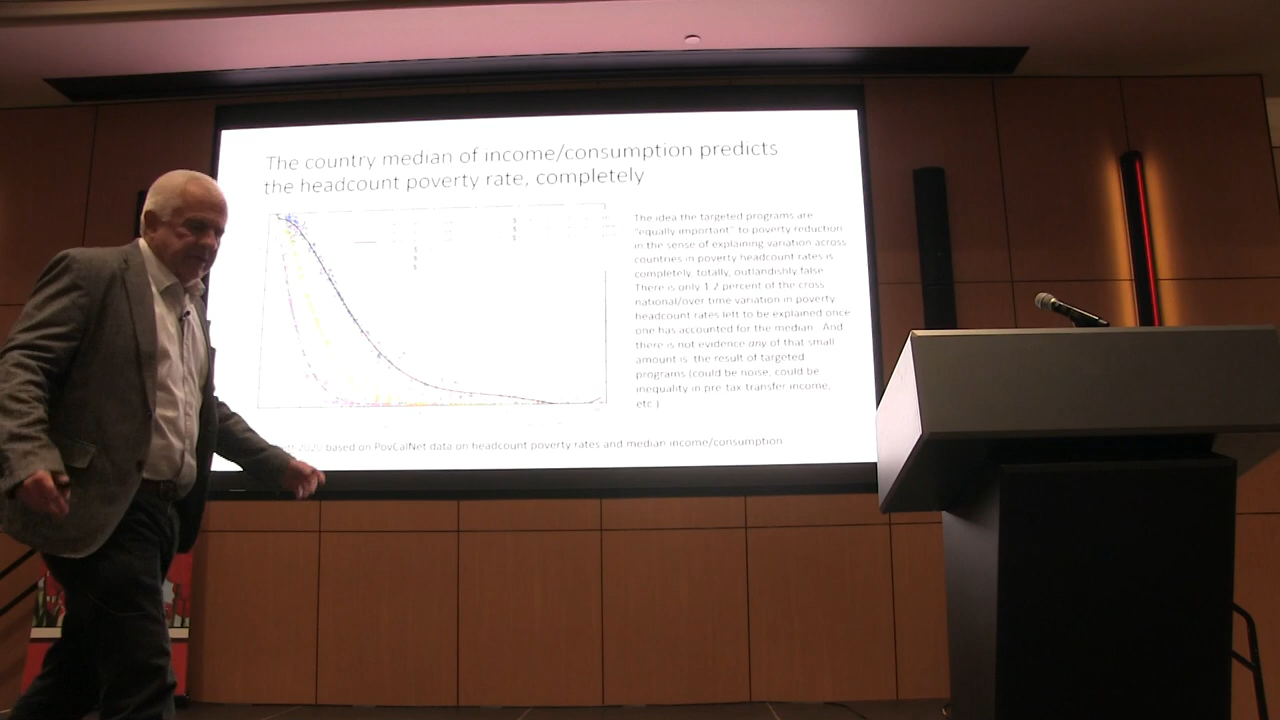 The country median of income/consumption predicts
the headcount poverty rate, completely
The idea the targeted programs are
"equally important" to poverty reduction
in the sense of explaining variation across
countries in poverty headcount rates is
completely, totally, outlandishly false
There is only 1 2 percent of the cross
national/over time variation in poverty
headcount rates left to be explained once
one has accounted for the median. And
there is not evidence any of that small
amount is the result of targeted
programs (could be noise, could be
inequality in pre tax transfer income,
etc.)
2020 based on PovCalNet data on headcount poverty rates and median income/consumption